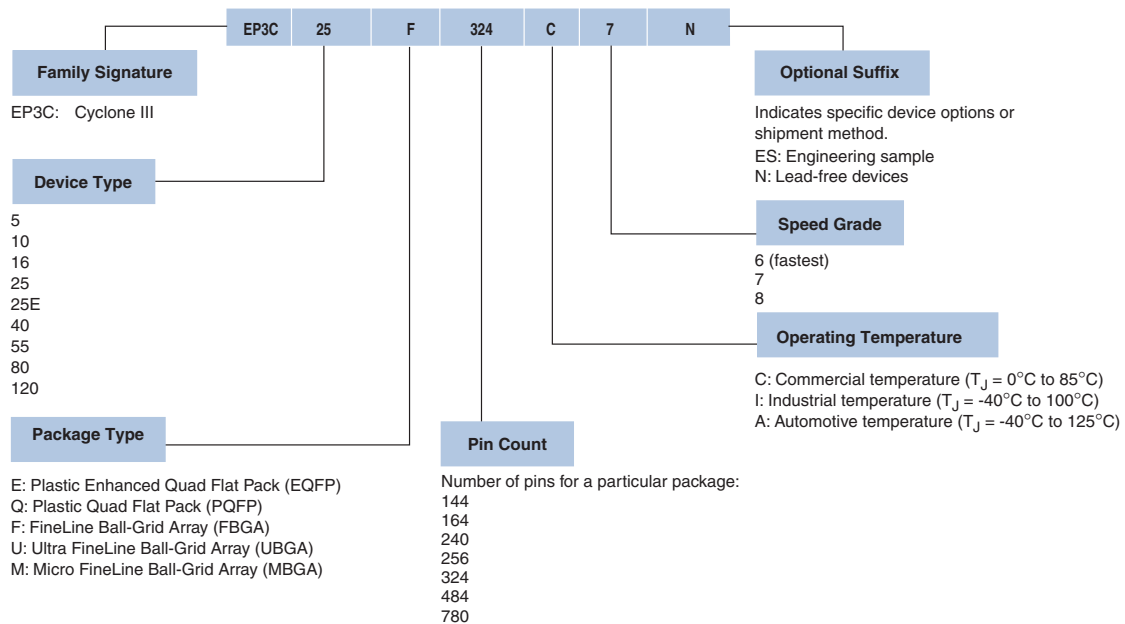 EP3C 25 F 324 C 7 N
Family Signature
EP3C: Cyclone III
Device Type
5
10
16
25
25E
40
55
80
120
Package Type
E: Plastic Enhanced Quad Flat Pack (EQFP)
Q: Plastic Quad Flat Pack (PQFP)
F: FineLine Ball-Grid Array (FBGA)
U: Ultra FineLine Ball-Grid Array (UBGA)
M: Micro FineLine Ball-Grid Array (MBGA)
Pin Count
Number of pins for a particular package:
144
164
240
256
324
484
780
Optional Suffix
Indicates specific device options or
shipment method.
ES: Engineering sample
N: Lead-free devices
Speed Grade
6 (fastest)
7
8
Operating Temperature
C: Commercial temperature (TJ = 0°C to 85°C)
I: Industrial temperature (TJ = -40°C to 100°C)
A: Automotive temperature (TJ = -40°C to 125°C)